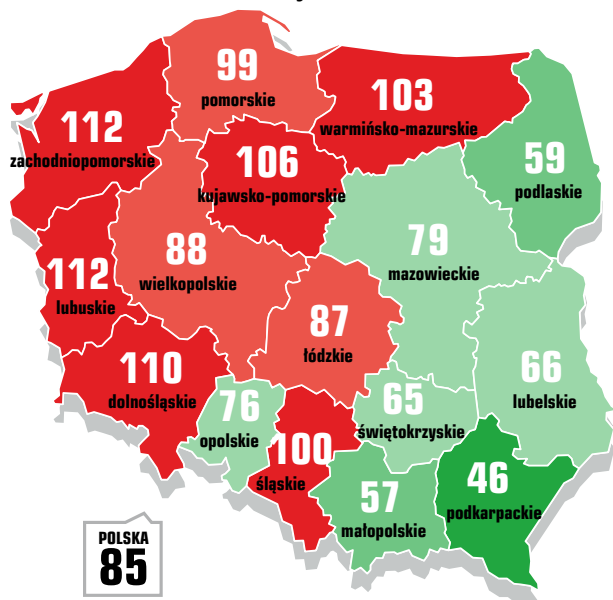 99
pomorskie
103
warmińsko-mazurskie
112
zachodniopomorskie
106
kujawsko-pomorskie
59
podlaskie
88
wielkopolskie
79
mazowieckie
112
lubuskie
87
łódzkie
110
dolnośląskie
66
lubelskie
76
opolskie
65
świętokrzyskie
100
śląskie
46
podkarpackie
57
małopolskie
POLSKA
85